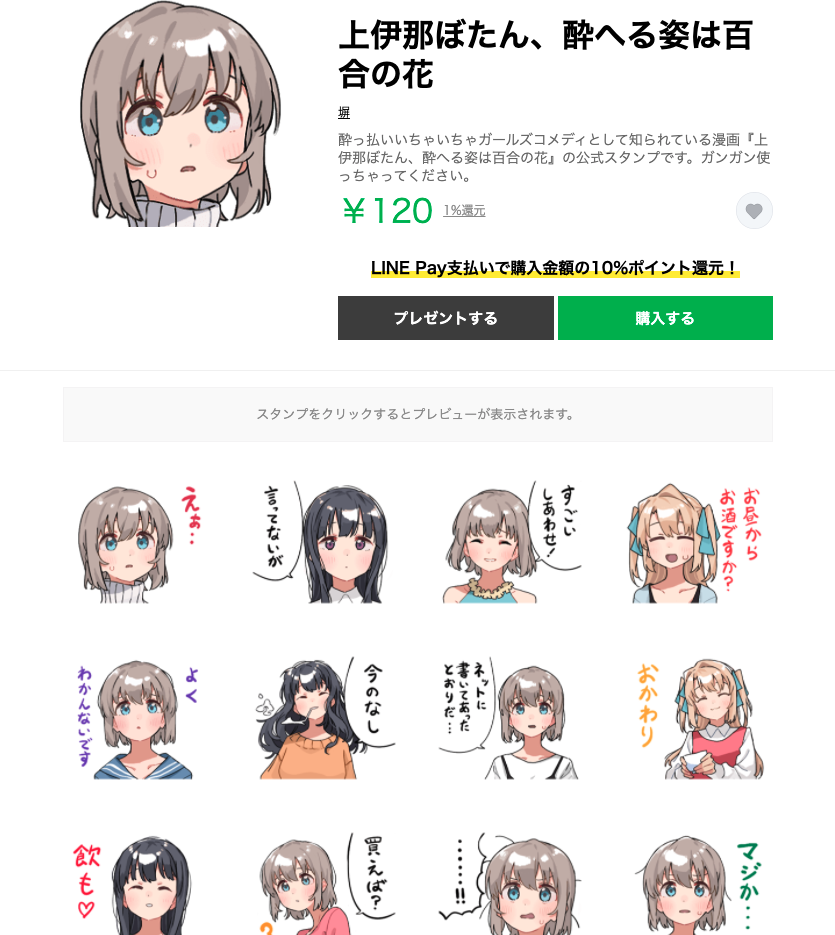 上伊那ぼたん、酔へる姿は百
合の花
塀
酔っ払いいちゃいちゃガールズコメディとして知られている漫画『上
伊那ぼたん、酔へる姿は百合の花』の公式スタンプです。ガンガン使
っちゃってください。
￥120 1%還元
LINE Pay支払いで購入金額の10%ポイント還元！
プレゼントする
購入する
スタンプをクリックするとプレビューが表示されます。
えぉ…
言ってないが
すごい
しあわせ！
お昼から
お酒ですか？
よく
わかんないです
今のなし
ネットに
書いてあった
とおりだ…
おかわり
飲も♡
買えば？
?
……!!
マジか…